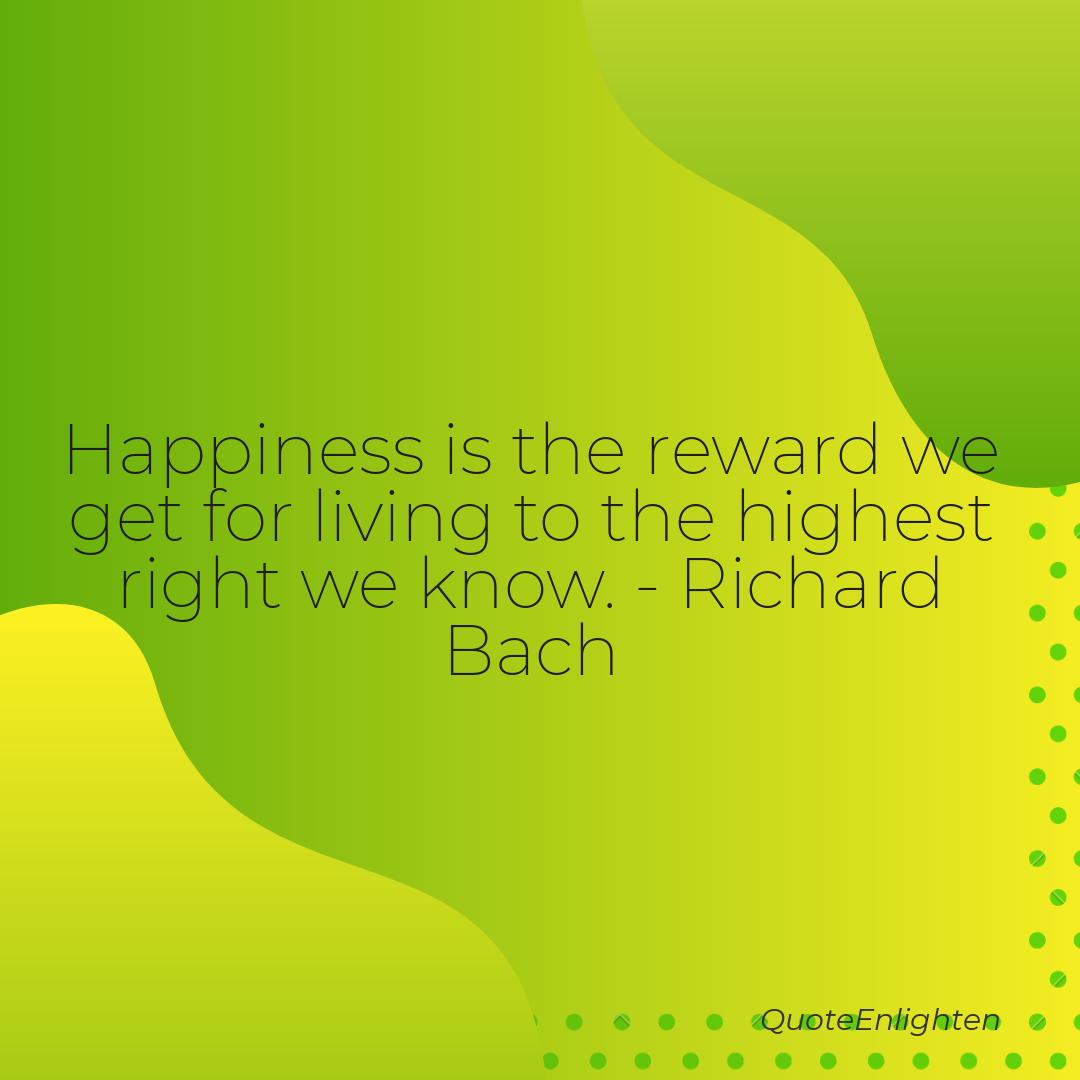 Happiness is the reward we
get for living to the highest
right we know. - Richard
Bach
QuoteEnlighten